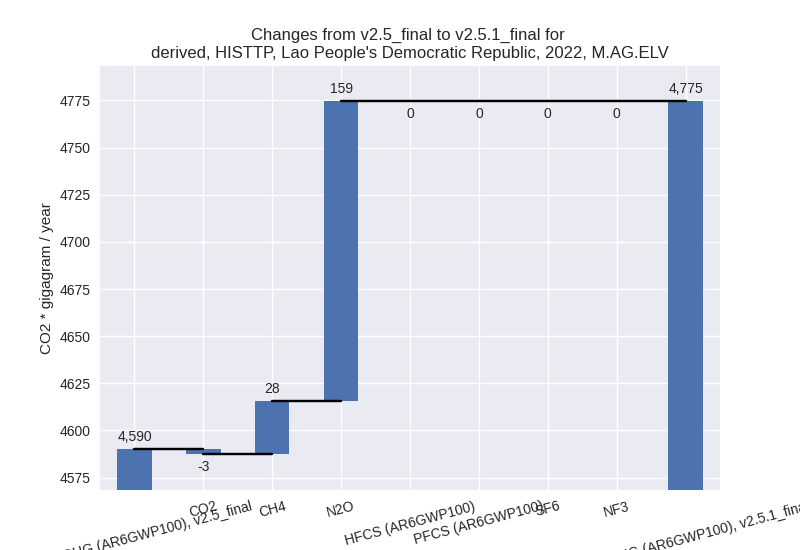 Changes from v2.5_final to v2.5.1_final for
derived, HISTTP, Lao People's Democratic Republic, 2022, M.AG.ELV
159
4,775
4775
0 0 0 0
4750
4725
4700
4675
4650
4625
28
4,590
4600
-3
4575
CO2 * gigagram / year
(AR6GWP100), v2.5_final
CO2
CH4
N2O
HFCS (AR6GWP100)
PFCS (AR6GWP100)
SF6
NF3
(AR6GWP100), v2.5.1_fina